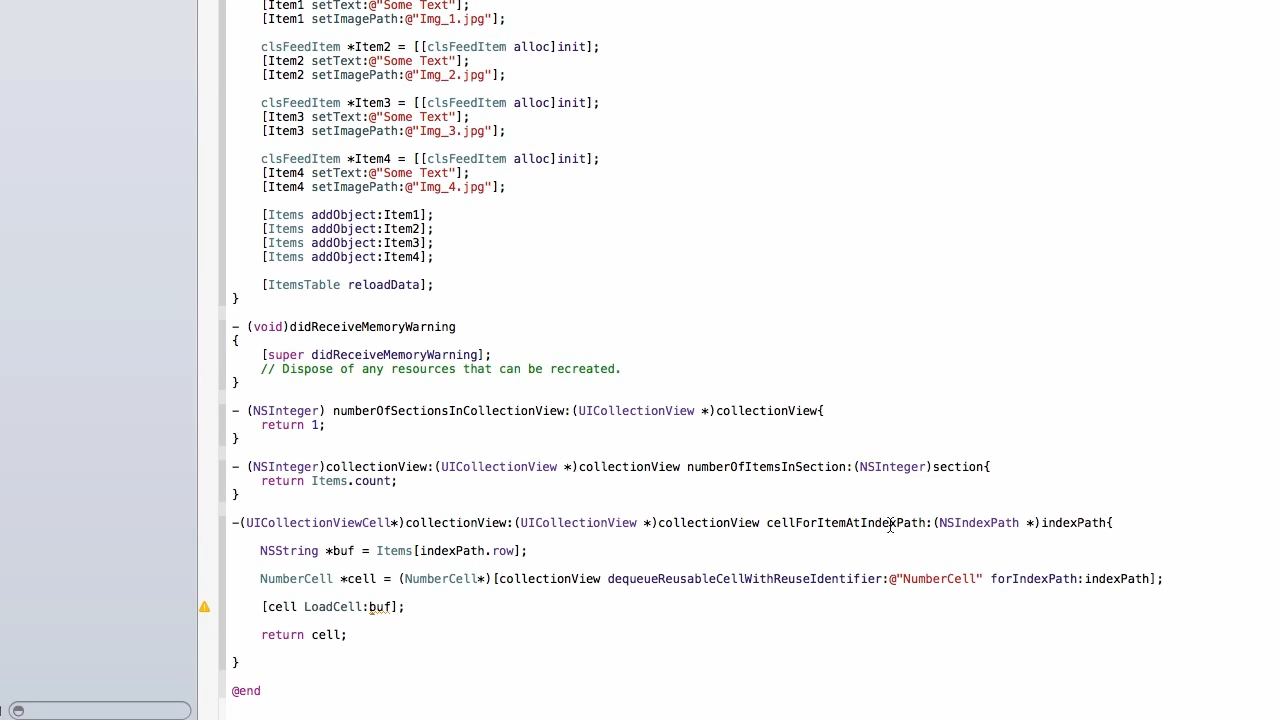 [Item1 setText:@"Some Text"];
[Item1 setImagePath:@"Img_1.jpg"];
clsFeedItem *Item2 = [[clsFeedItem alloc]init];
[Item2 setText:@"Some Text"];
[Item2 setImagePath:@"Img_2.jpg"];
clsFeedItem *Item3 = [[clsFeedItem alloc]init];
[Item3 setText:@"Some Text"];
[Item3 setImagePath:@"Img_3.jpg"];
clsFeedItem *Item4 = [[clsFeedItem alloc]init];
[Item4 setText:@"Some Text"];
[Item4 setImagePath:@"Img_4.jpg"];
[Items addObject:Item1];
[Items addObject:Item2];
[Items addObject:Item3];
[Items addObject:Item4];
[ItemsTable reloadData];
}
- (void)didReceiveMemoryWarning
{
[super didReceiveMemoryWarning];
// Dispose of any resources that can be recreated.
}
- (NSInteger) numberOfSectionsInCollectionView:(UICollectionView *)collectionView{
return 1;
}
- (NSInteger)collectionView:(UICollectionView *)collectionView numberOfItemsInSection:(NSInteger)section{
return Items.count;
}
-(UICollectionViewCell*)collectionView:(UICollectionView *)collectionView cellForItemAtIndexPath:(NSIndexPath *)indexPath{
NSString *buf = Items[indexPath.row];
NumberCell *cell = (NumberCell*)[collectionView dequeueReusableCellWithReuseIdentifier:@"NumberCell" forIndexPath:indexPath];
[cell LoadCell:buf];
return cell;
}
@end